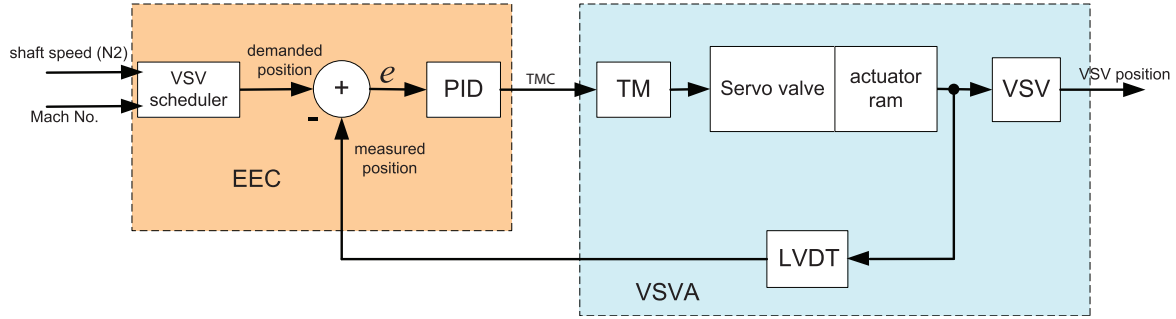 shaft speed (N2)
Mach No.
VSV
scheduler
demanded
position
+
-
e
PID
measured
position
EEC
TMC
TM
Servo valve
actuator
ram
VSV
VSV position
LVDT
VSVA